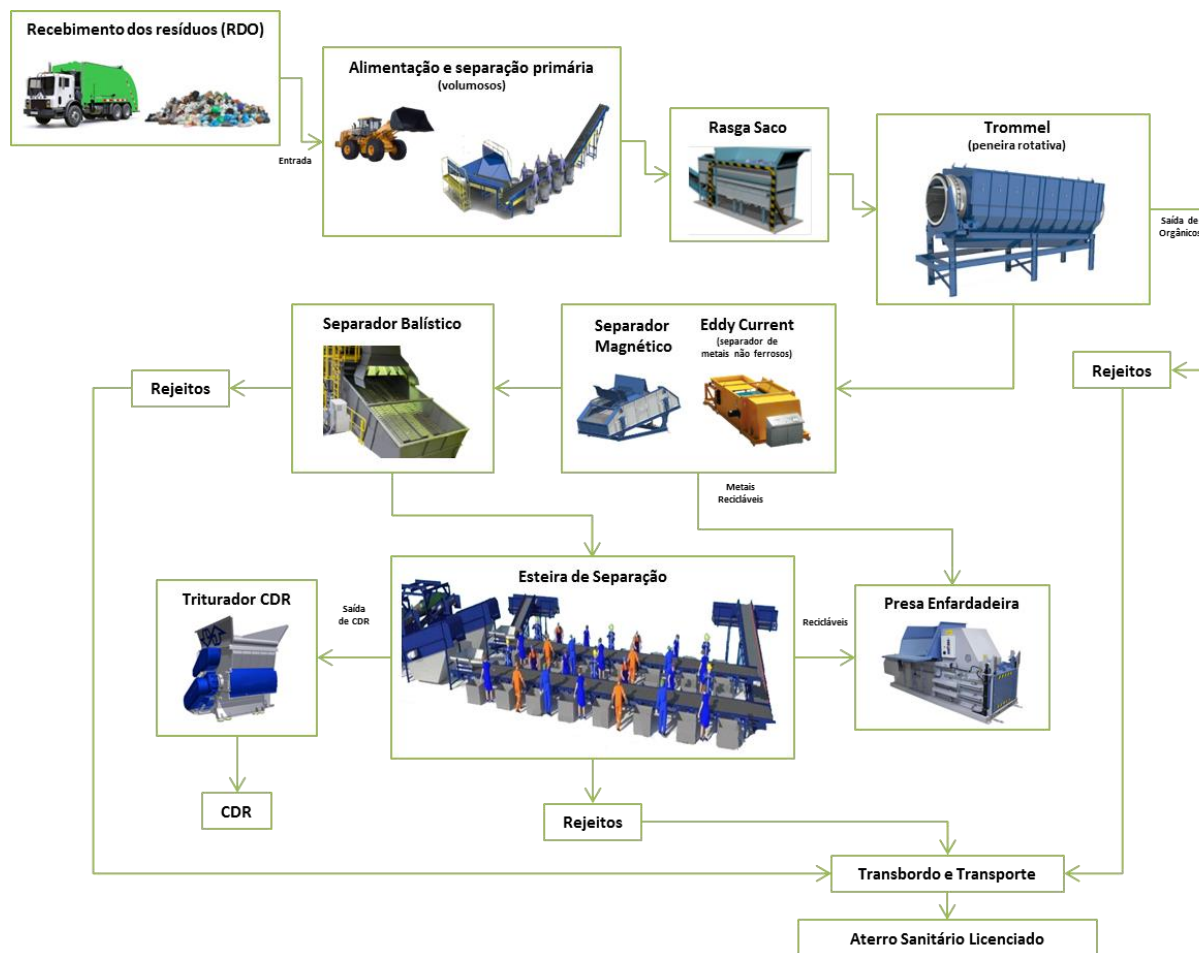 Recebimento dos resíduos (RDO)
Alimentação e separação primária
(volumosos)
Entrada
Rasga Saco
Trommel
(peneira rotativa)
Saída de
Orgânicos
Separador Balístico
Separador
Magnético
Eddy Current
(separador de
metais não ferrosos)
Rejeitos
Rejeitos
Metais
Recicláveis
Esteira de Separação
Triturador CDR
Saída
de CDR
Recicláveis
Presa Enfardadeira
CDR
Rejeitos
Transbordo e Transporte
Aterro Sanitário Licenciado